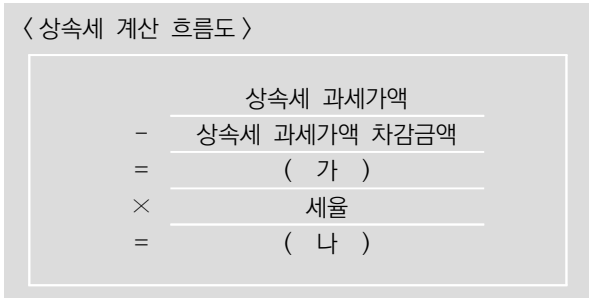 〈상속세 계산 흐름도〉
상속세 과세가액
－ 상속세 과세가액 차감금액
＝ ( 가 )
× 세율
＝ ( 나 )